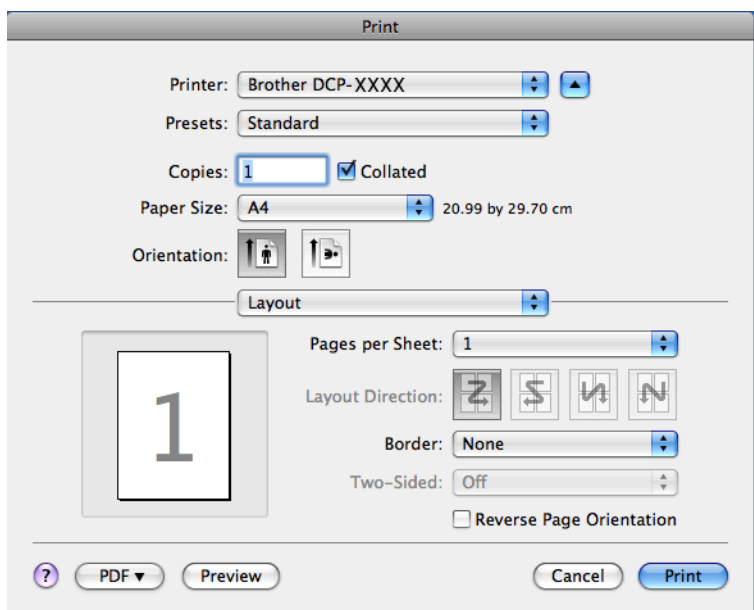 Print
Printer: Brother DCP-XXXX
Presets: Standard
Copies: 1 Collated
Paper Size: A4 20.99 by 29.70 cm
Orientation:
Layout
Pages per Sheet: 1
Layout Direction:
1
Border: None
Two-Sided: Off
Reverse Page Orientation
? PDF ▼ Preview Cancel Print